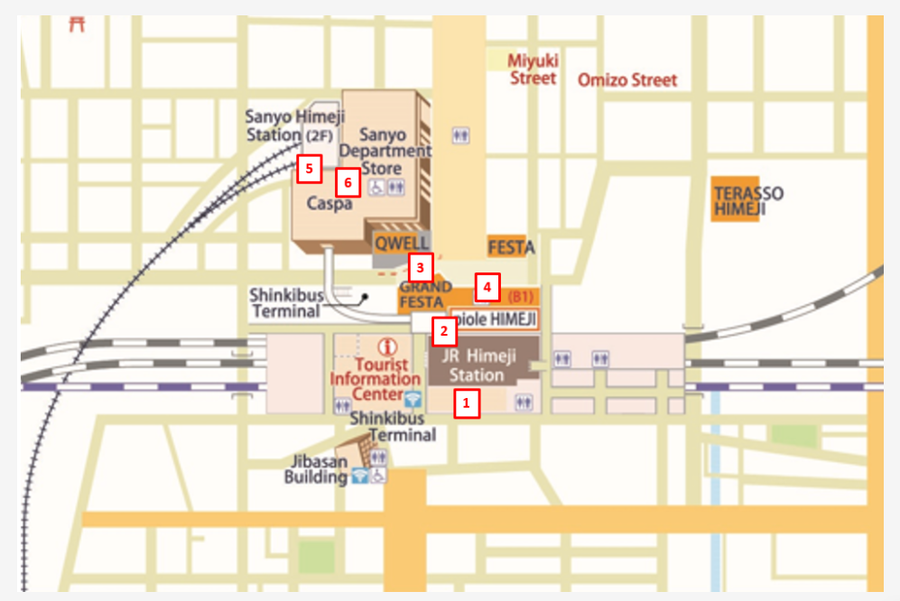 Miyuki
Street
Omizo Street
Sanyo Himeji
Station (2F)
Sanyo
Department
Store
5
6
Caspa
TERASSO
HIMEJI
QWELL
FESTA
3
GRAND
FESTA
4
(B1)
Shinkibus
Terminal
piole HIMEJI
2
JR Himeji
Station
i
Tourist
Information
Center
1
Shinkibus
Terminal
Jibasan
Building